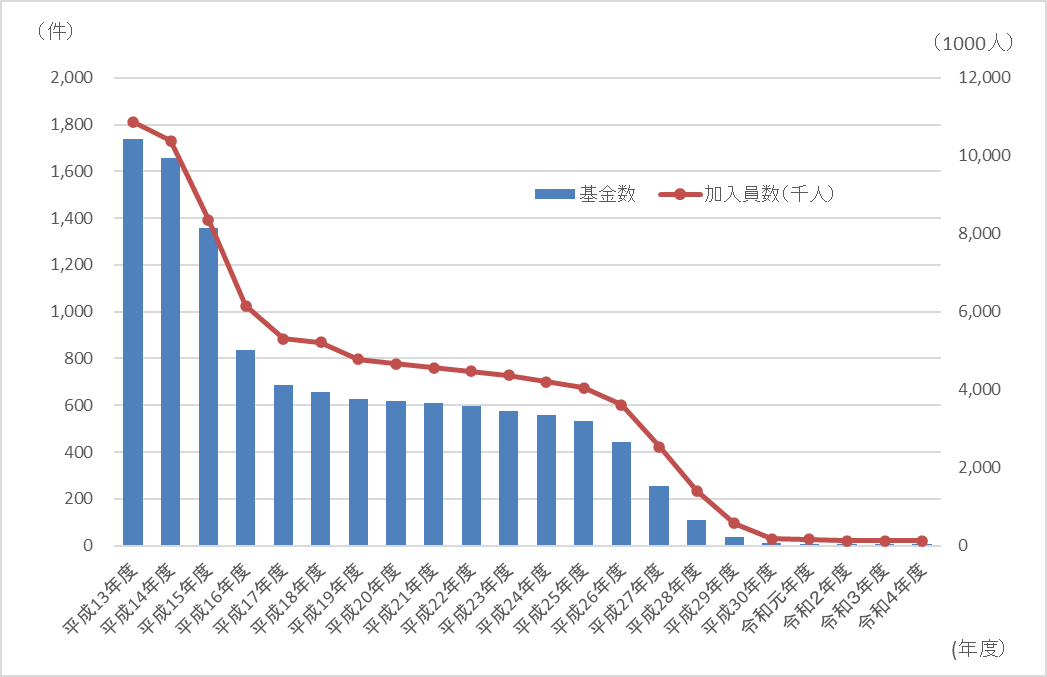 （件）
（1000人）
2,000
1,800
1,600
1,400
1,200
1,000
800
600
400
200
0
12,000
10,000
8,000
6,000
4,000
2,000
0
基金数
加入員数（千人）
平成13年度
平成14年度
平成15年度
平成16年度
平成17年度
平成18年度
平成19年度
平成20年度
平成21年度
平成22年度
平成23年度
平成24年度
平成25年度
平成26年度
平成27年度
平成28年度
平成29年度
平成30年度
令和元年度
令和2年度
令和3年度
令和4年度
(年度）